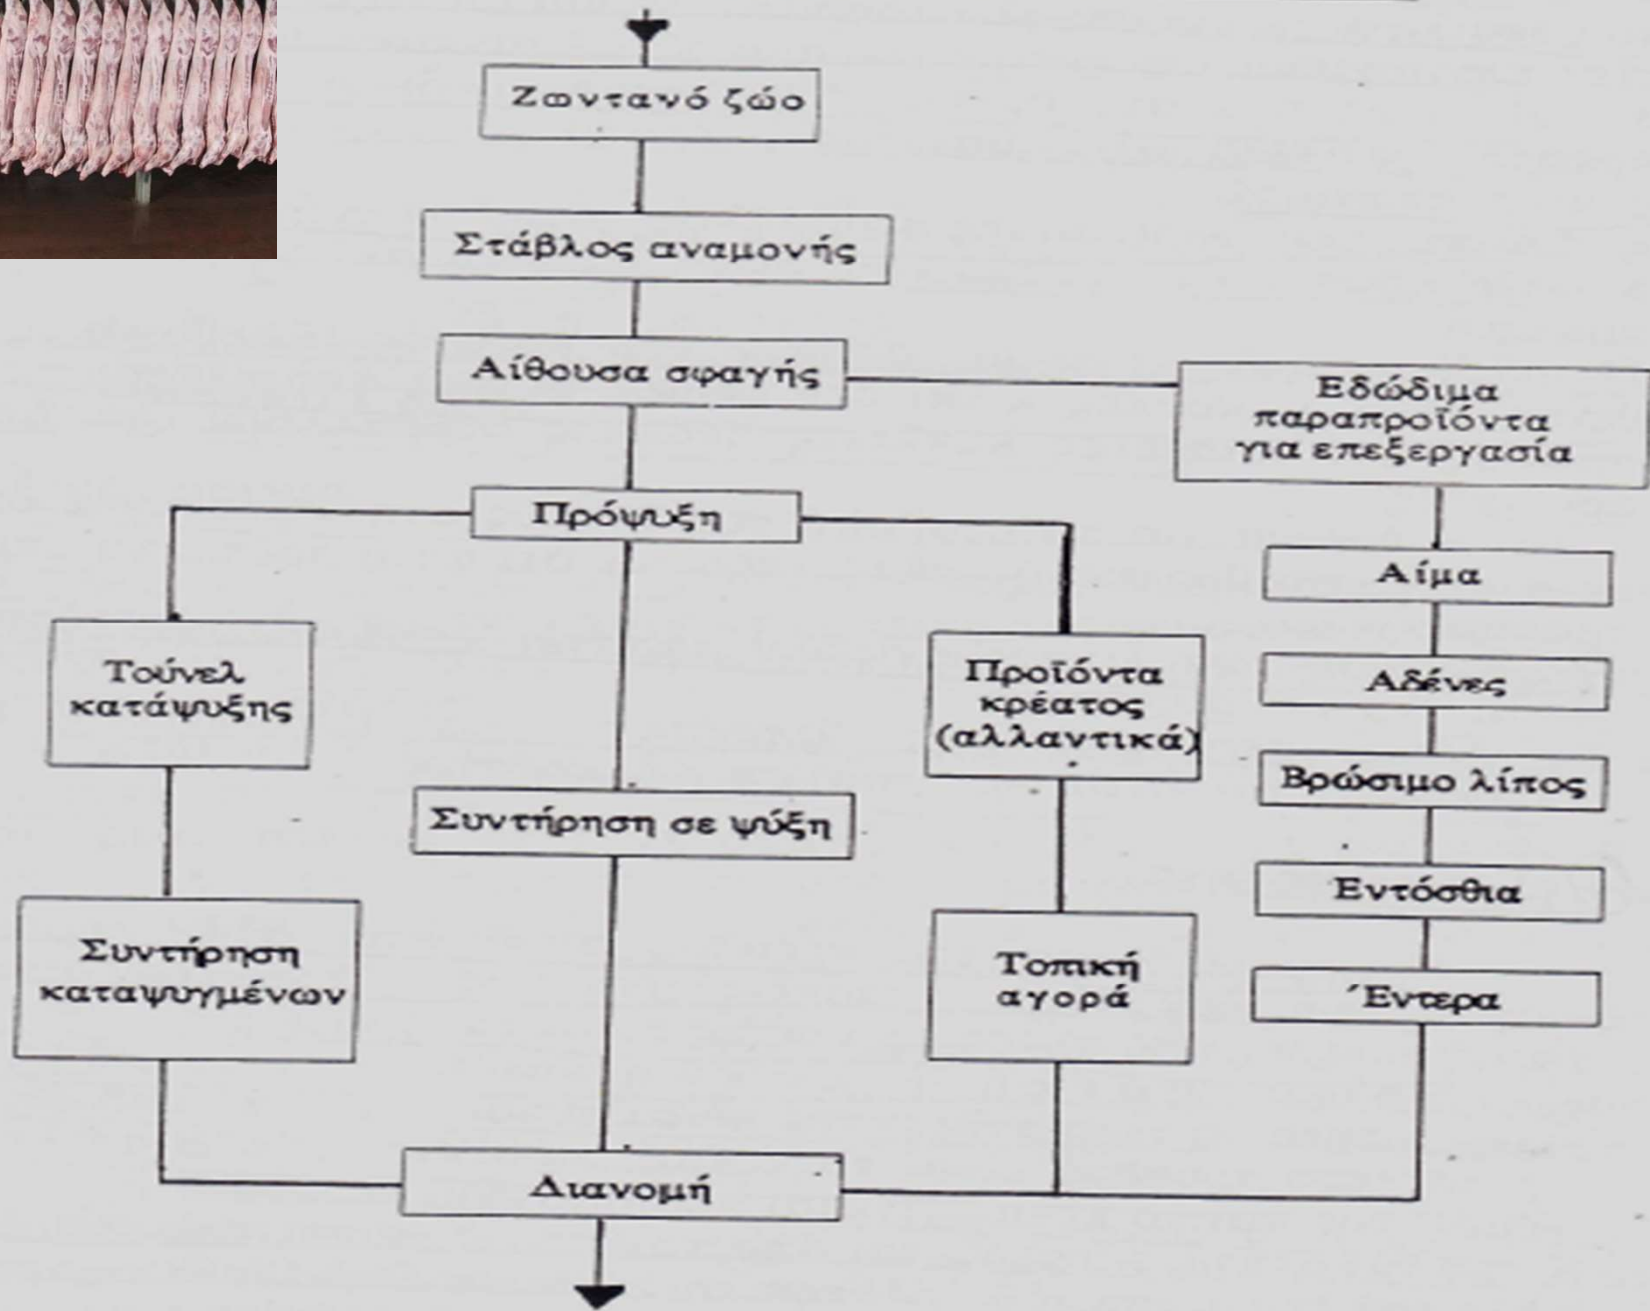 Ζωντανό ζώο
Στάβλος αναμονής
Αίθουσα σφαγής
Εδώδιμα
παραπροϊόντα
για επεξεργασία
Πρόψυξη
Αίμα
Τούνελ
κατάψυξης
Προϊόντα
κρέατος
(αλλαντικά)
Αδένες
Βρώσιμο λίπος
Συντήρηση σε ψύξη
Εντόσθια
Συντήρηση
καταψυγμένων
Τοπική
αγορά
Έντερα
Διανομή